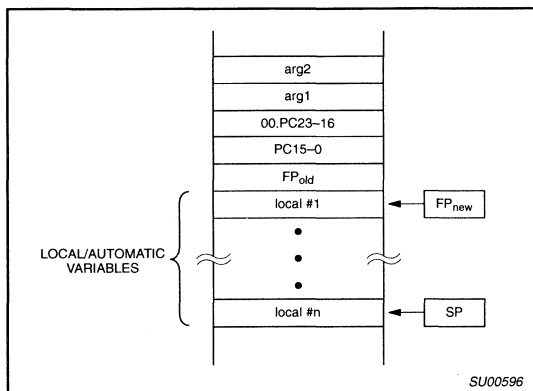 arg2
arg1
00.PC23–16
PC15–0
FPold
local #1
FPnew
LOCAL/AUTOMATIC
VARIABLES
local #n
SP
SU00596